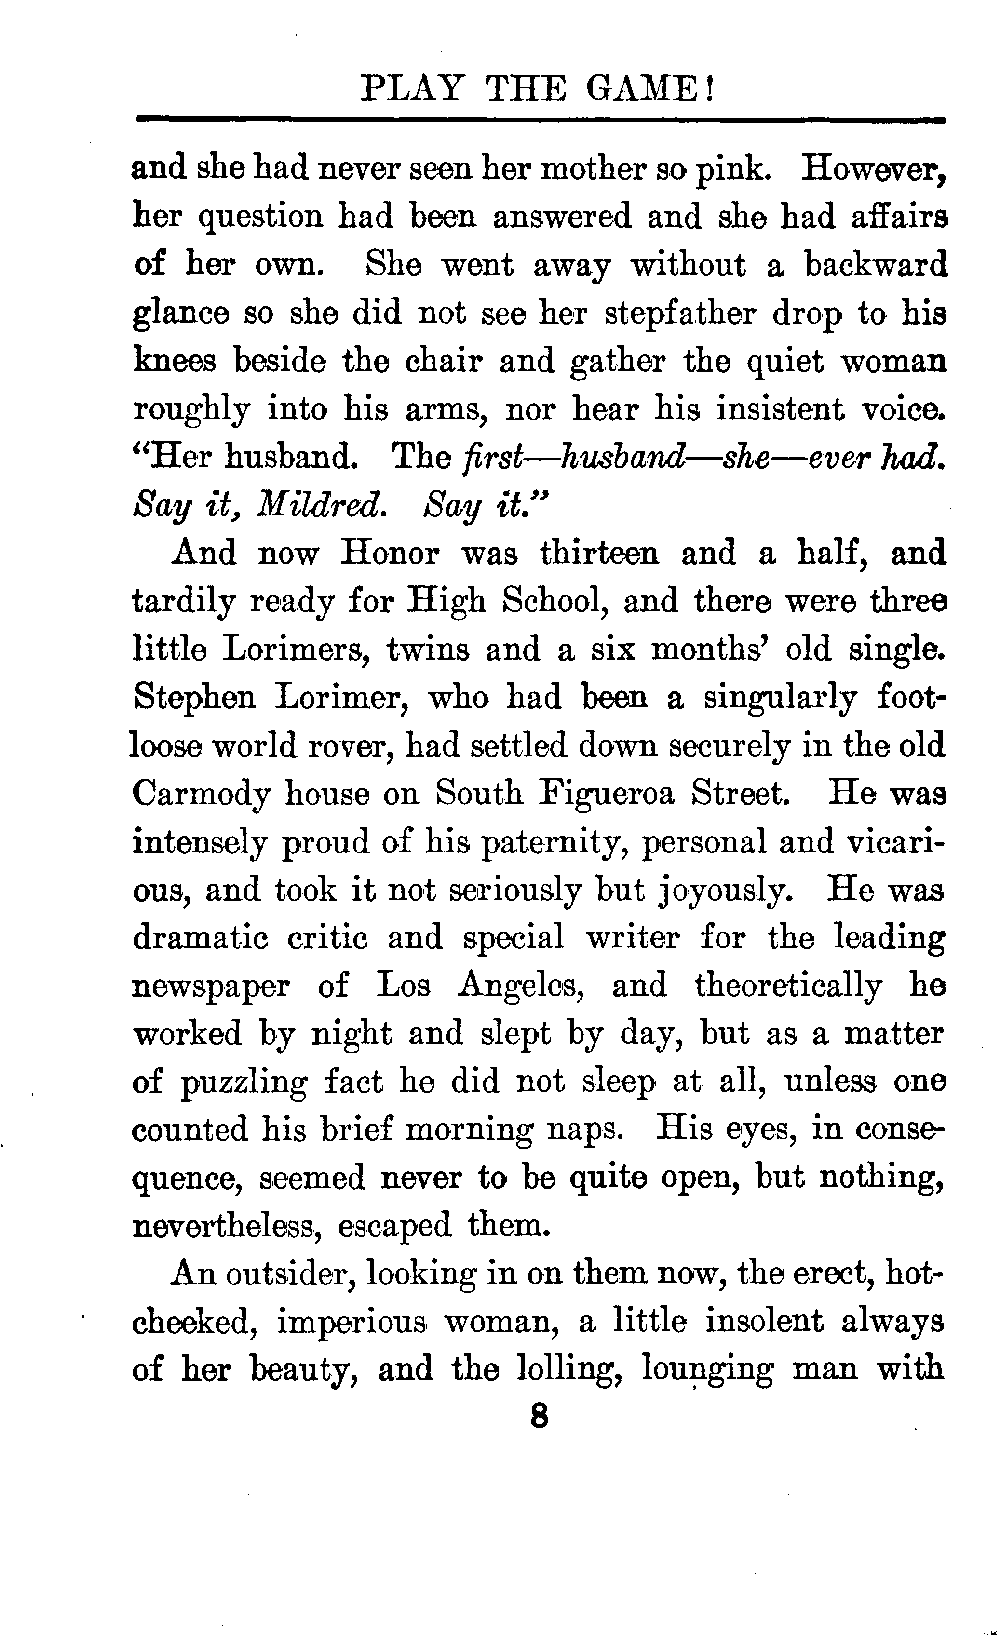 PLAY THE GAME!
and she had never seen her mother so pink. However,
her question had been answered and she had affairs
of her own. She went away without a backward
glance so she did not see her stepfather drop to his
knees beside the chair and gather the quiet woman
roughly into his arms, nor hear his insistent voice.
“Her husband. The first—husband—she—ever had.
Say it, Mildred. Say it.”
And now Honor was thirteen and a half, and
tardily ready for High School, and there were three
little Lorimers, twins and a six months’ old single.
Stephen Lorimer, who had been a singularly foot-
loose world rover, had settled down securely in the old
Carmody house on South Figueroa Street. He was
intensely proud of his paternity, personal and vicari-
ous, and took it not seriously but joyously. He was
dramatic critic and special writer for the leading
newspaper of Los Angeles, and theoretically he
worked by night and slept by day, but as a matter
of puzzling fact he did not sleep at all, unless one
counted his brief morning naps. His eyes, in conse-
quence, seemed never to be quite open, but nothing,
nevertheless, escaped them.
An outsider, looking in on them now, the erect, hot-
cheeked, imperious woman, a little insolent always
of her beauty, and the lolling, lounging man with
8